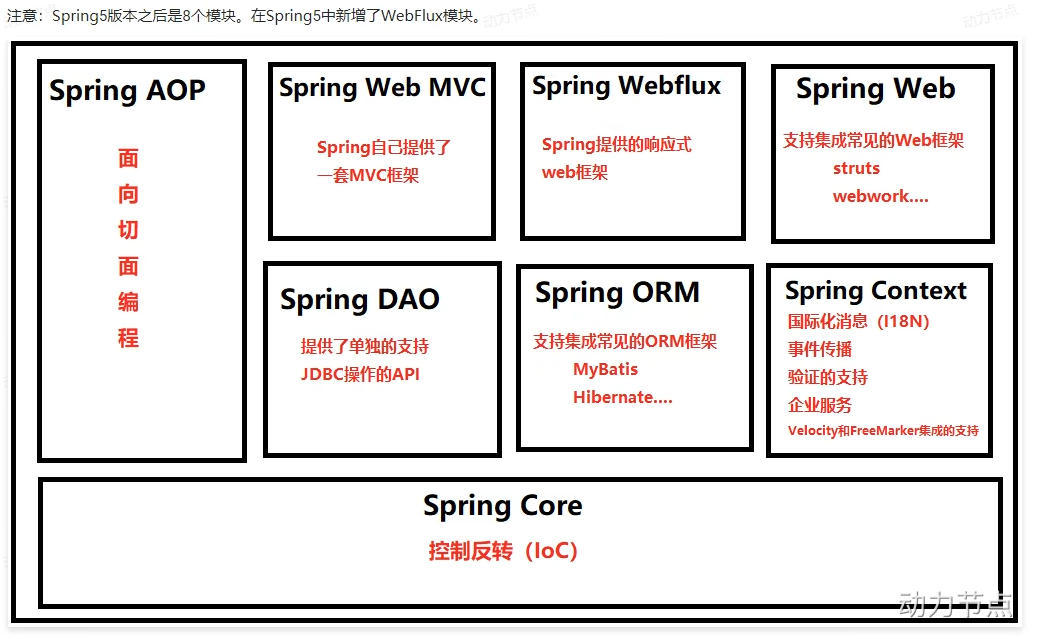 注意：Spring5版本之后是8个模块。在Spring5中新增了WebFlux模块。
Spring AOP
面
向
切
面
编
程
Spring Web MVC
Spring自己提供了
一套MVC框架
Spring Webflux
Spring提供的响应式
web框架
Spring Web
支持集成常见的Web框架
struts
webwork....
Spring DAO
提供了单独的支持
JDBC操作的API
Spring ORM
支持集成常见的ORM框架
MyBatis
Hibernate....
Spring Context
国际化消息（I18N）
事件传播
验证的支持
企业服务
Velocity和FreeMarker集成的支持
Spring Core
控制反转（IoC）
动力节点
动力节点
动力节点